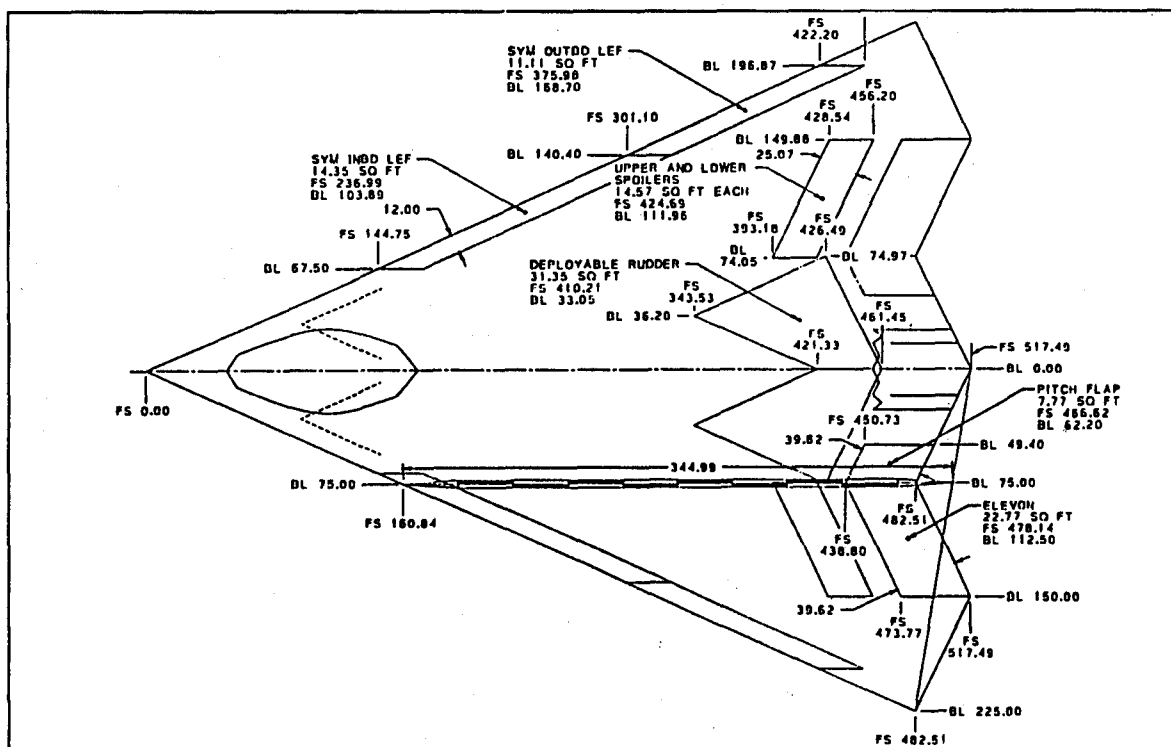 FS
422.20
SYM OUTBD LEF
11.11 SQ FT
FS 375.98
BL 168.70
BL 196.87
FS
456.20
FS
428.54
FS 301.10
BL 149.88
25.07
BL 140.40
SYM INBD LEF
14.35 SQ FT
FS 236.99
BL 103.89
UPPER AND LOWER
SPOILERS
14.57 SQ FT EACH
FS 424.69
BL 111.96
12.00
FS 144.75
FS
393.18
FS
426.49
BL
74.05
BL 74.97
BL 67.50
DEPLOYABLE RUDDER
31.35 SQ FT
FS 410.21
BL 33.05
FS
343.53
BL 36.20
FS
461.45
FS
421.33
FS 517.49
BL 0.00
FS 0.00
PITCH FLAP
7.77 SQ FT
FS 466.62
BL 62.20
FS
450.73
39.82
BL 49.40
344.99
BL 75.00
BL 75.00
FS 160.84
FS
482.51
ELEVON
22.77 SQ FT
FS 478.14
BL 112.50
FS
438.80
39.62
BL 150.00
FS
473.77
FS
517.49
BL 225.00
FS 482.51